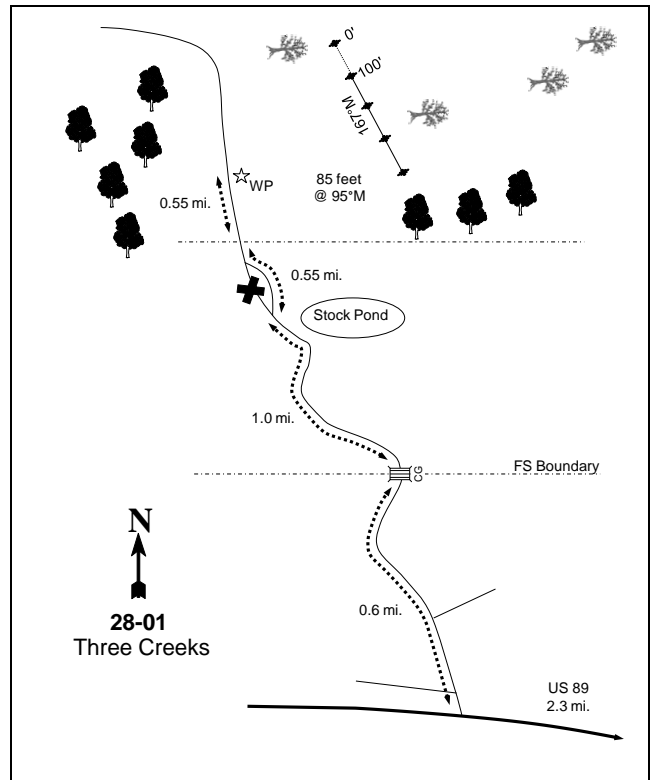 0'
100'
167°M
WP
85 feet
@ 95°M
0.55 mi.
0.55 mi.
Stock Pond
1.0 mi.
CG
FS Boundary
N
28-01
Three Creeks
0.6 mi.
US 89
2.3 mi.